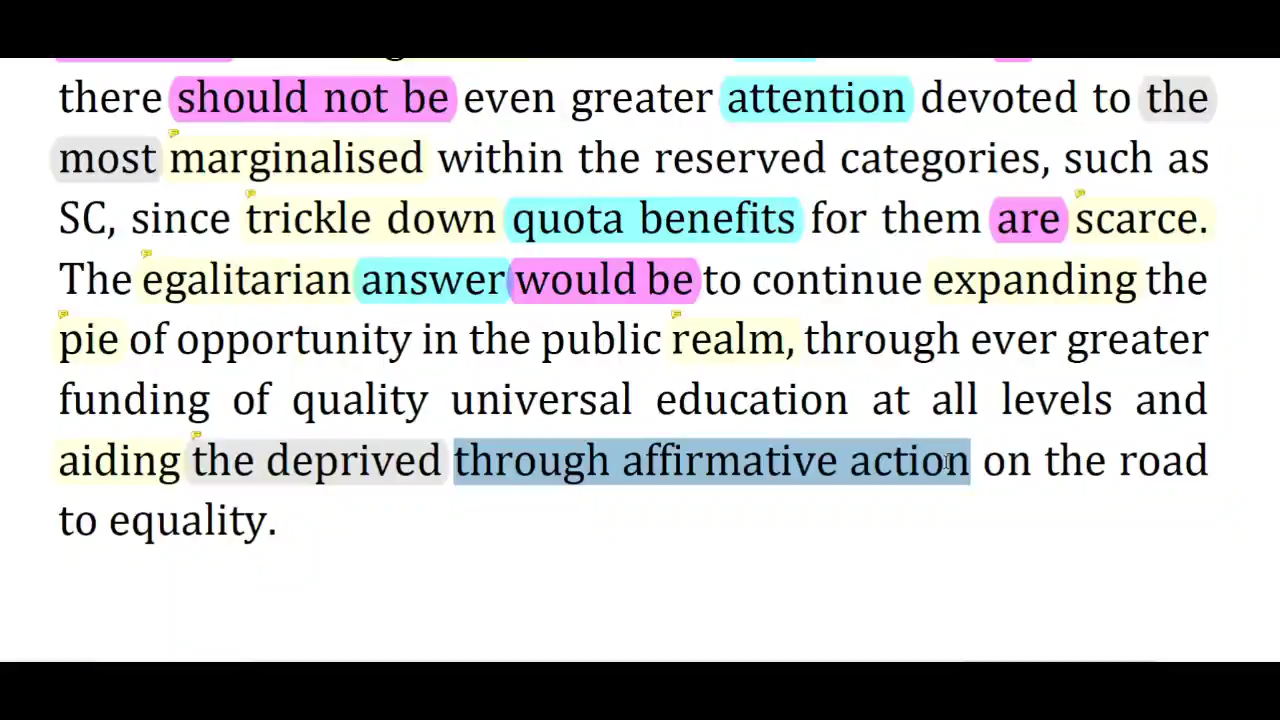 there should not be even greater attention devoted to the
most marginalised within the reserved categories, such as
SC, since trickle down quota benefits for them are scarce.
The egalitarian answer would be to continue expanding the
pie of opportunity in the public realm, through ever greater
funding of quality universal education at all levels and
aiding the deprived through affirmative action on the road
to equality.